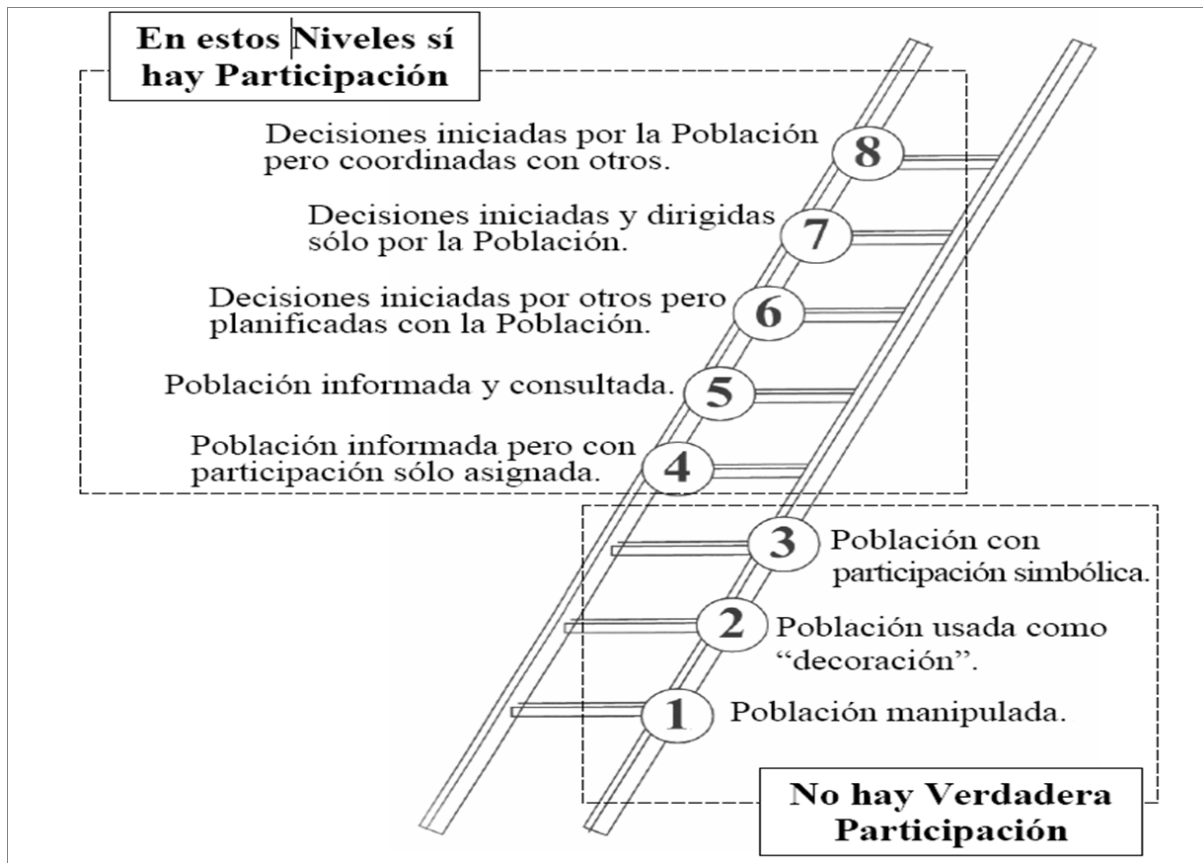 En estos Niveles sí
hay Participación
Decisiones iniciadas por la Población
pero coordinadas con otros.
8
Decisiones iniciadas y dirigidas
sólo por la Población.
7
Decisiones iniciadas por otros pero
planificadas con la Población.
6
Población informada y consultada.
5
Población informada pero con
participación sólo asignada.
4
3
Población con
participación simbólica.
2
Población usada como
“decoración”.
1
Población manipulada.
No hay Verdadera
Participación